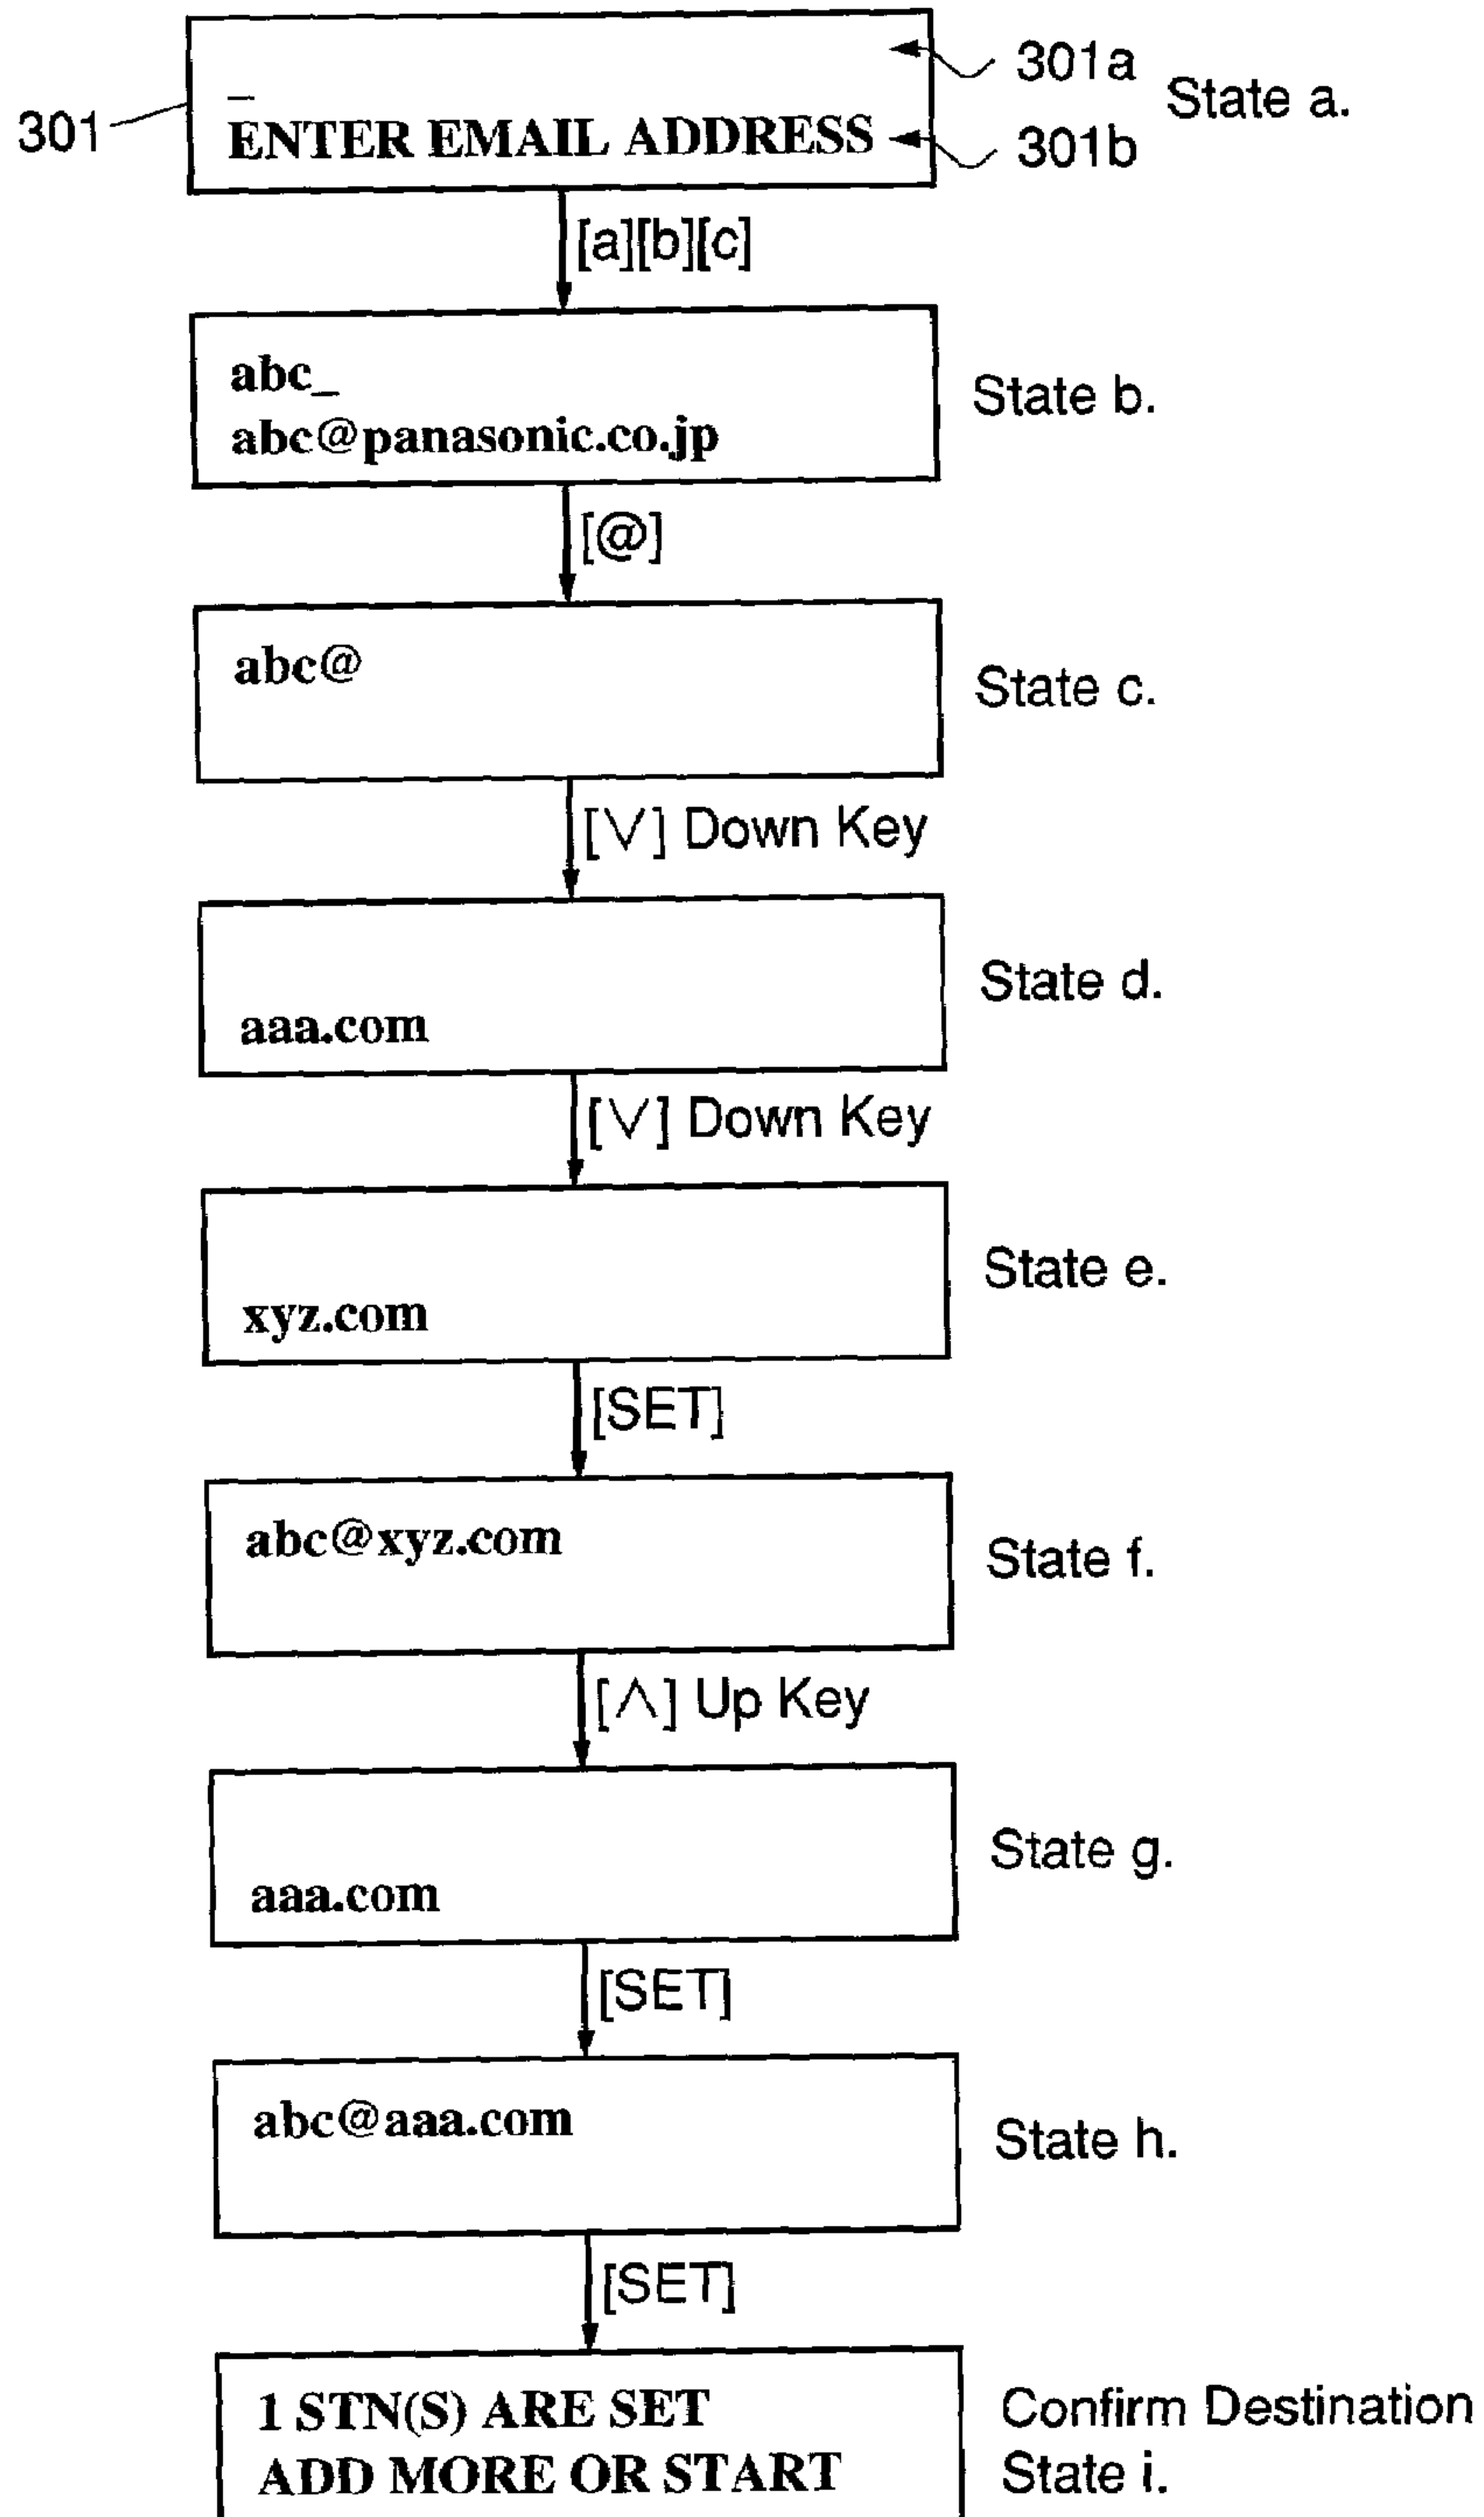 301a
State a.
301
_
ENTER EMAIL ADDRESS
301b
[a][b][c]
abc_
abc@panasonic.co.jp
State b.
[@]
abc@
State c.
[V] Down Key
aaa.com
State d.
[V] Down Key
xyz.com
State e.
[SET]
abc@xyz.com
State f.
[Λ] Up Key
aaa.com
State g.
[SET]
abc@aaa.com
State h.
[SET]
1 STN(S) ARE SET
ADD MORE OR START
Confirm Destination
State i.